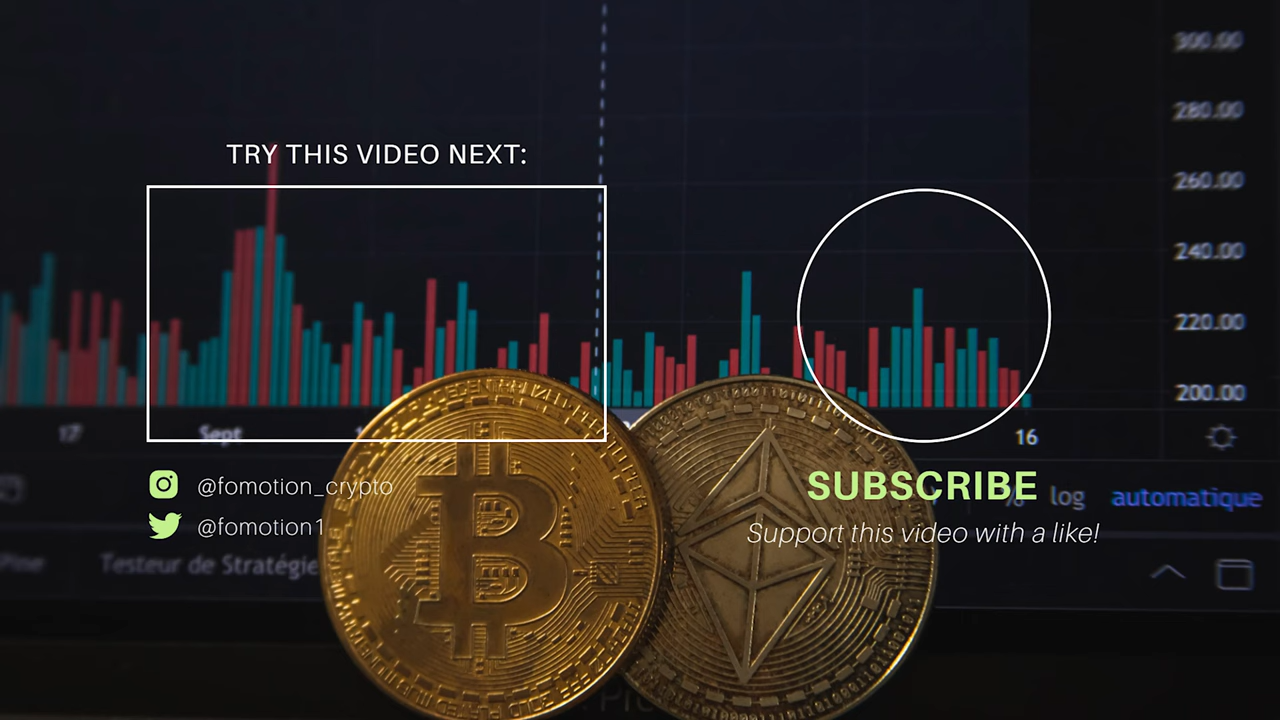 300.00
280.00
TRY THIS VIDEO NEXT:
260.00
240.00
220.00
200.00
17
Sept
16
@fomotion_crypto
SUBSCRIBE
log
automatique
@fomotion1
Support this video with a like!
Pine
Testeur de Stratégie